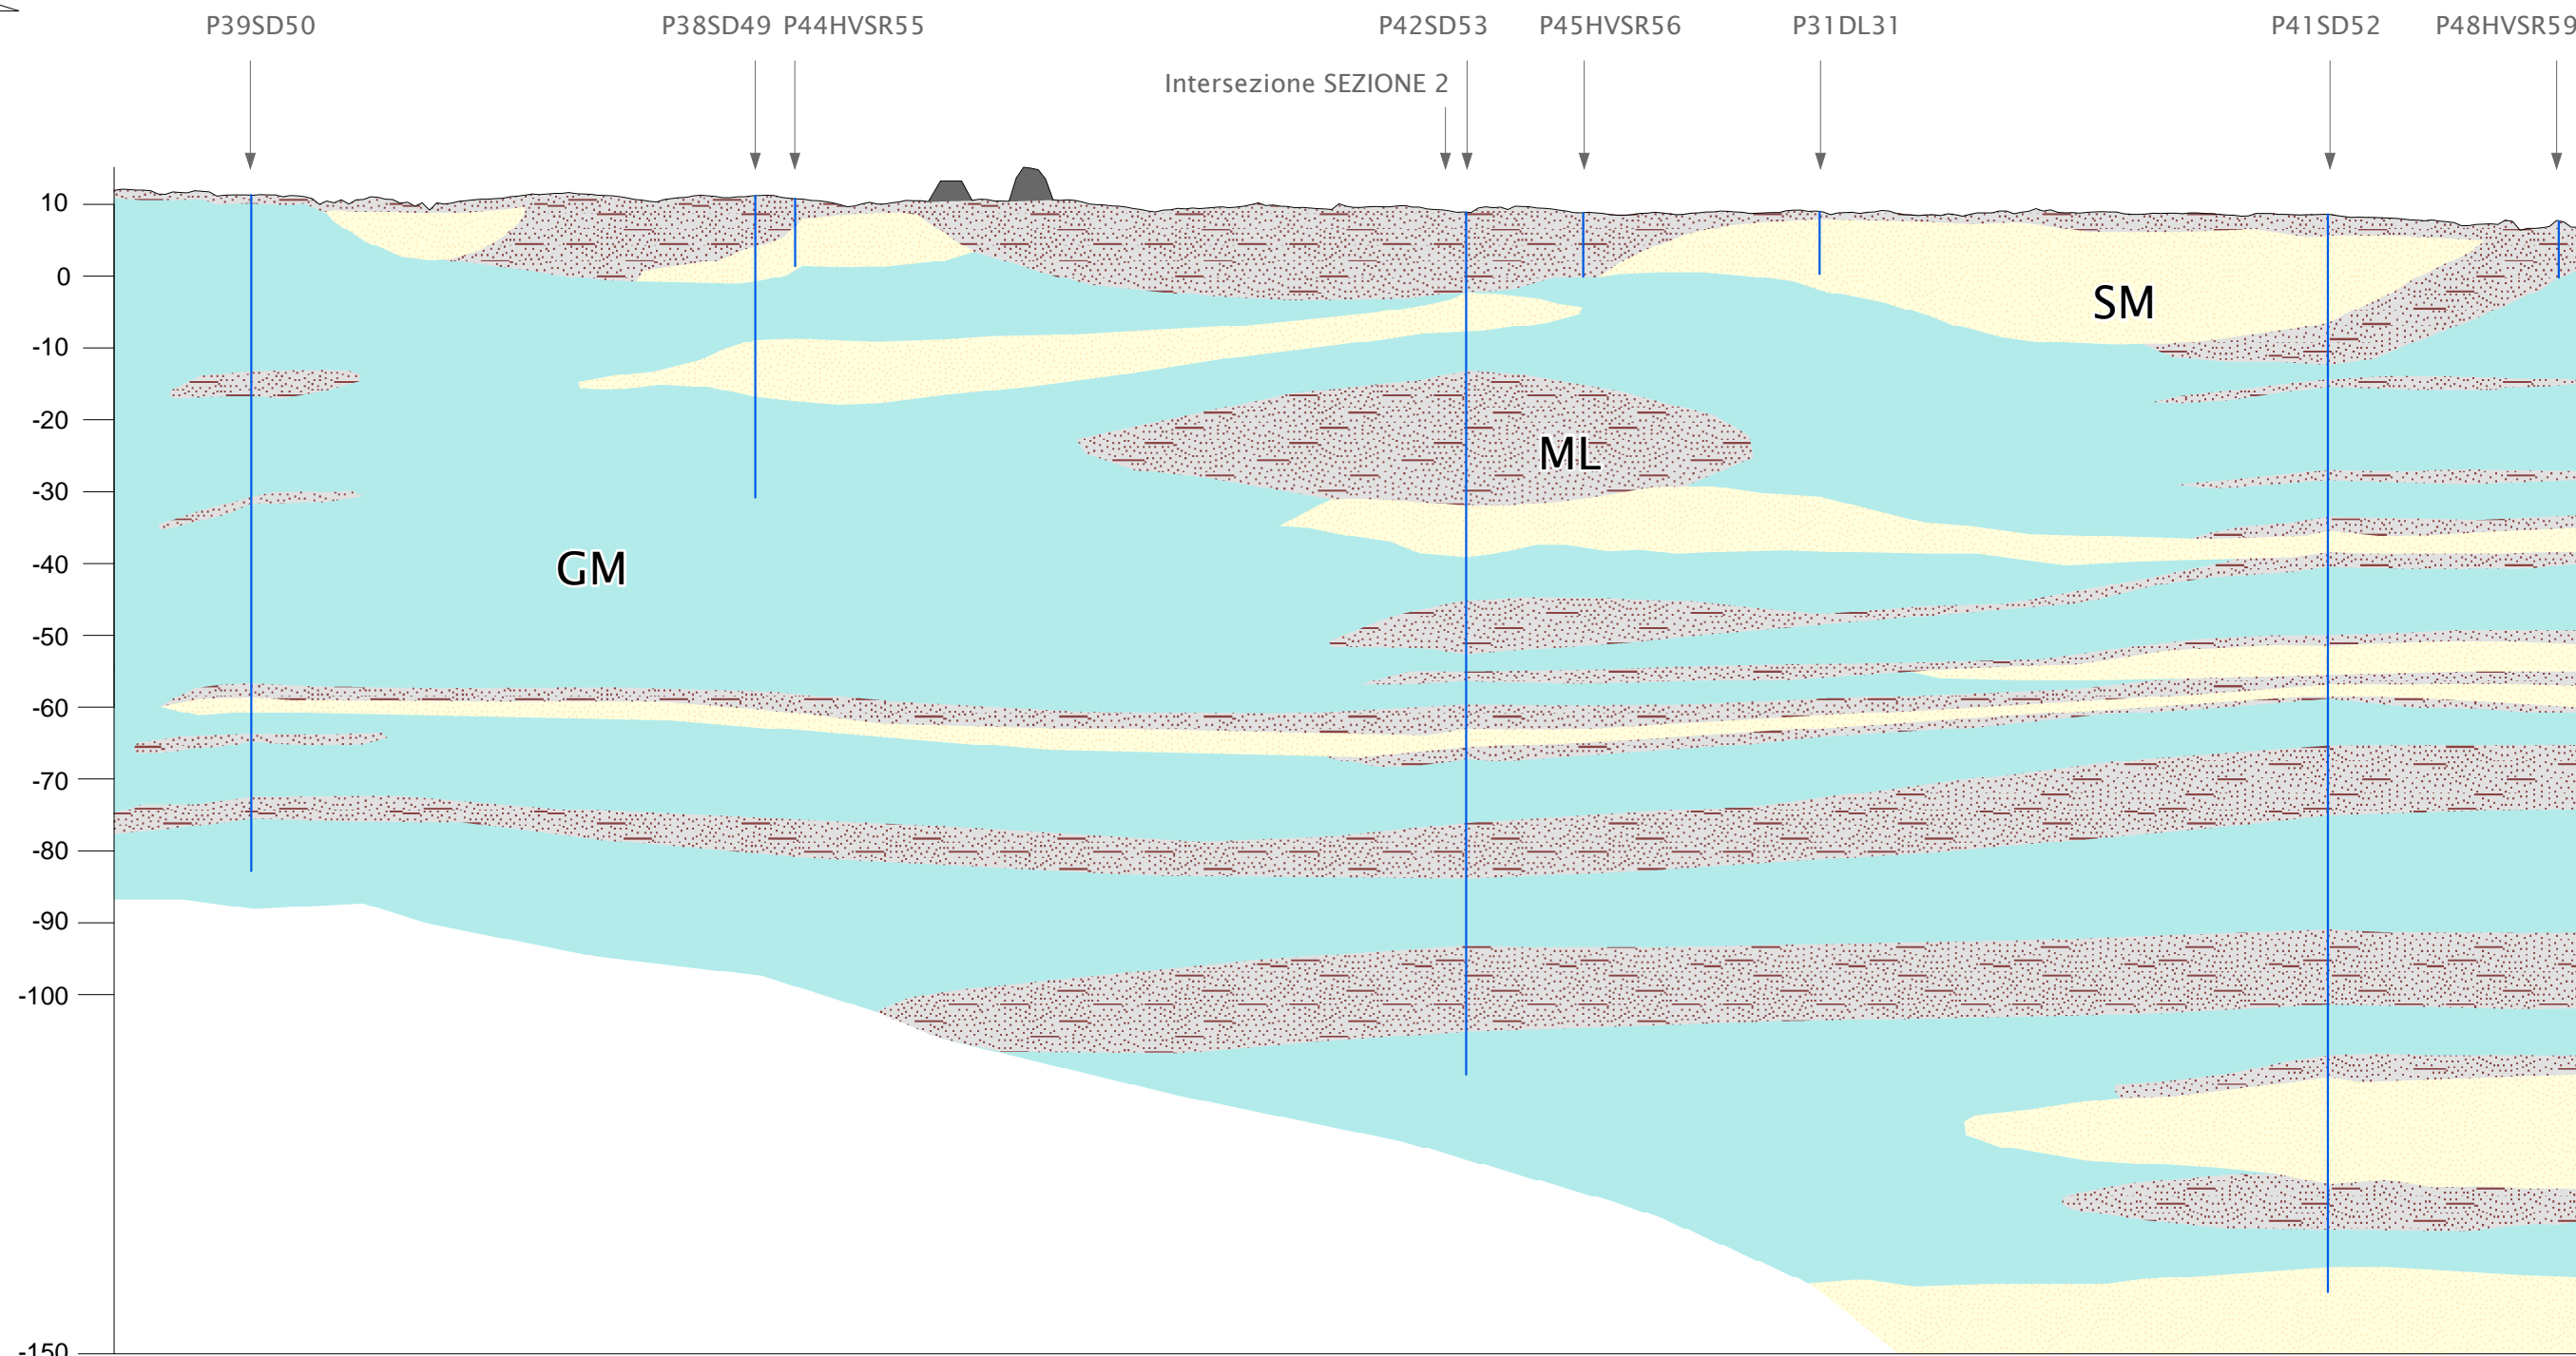 P39SD50 P38SD49 P44HVSR55 P42SD53 P45HVSR56 P31DL31 P41SD52 P48HVSR59
Intersezione SEZIONE 2
10
0
SM
-10
-20
ML
-30
GM
-40
-50
-60
-70
-80
-90
-100
-150